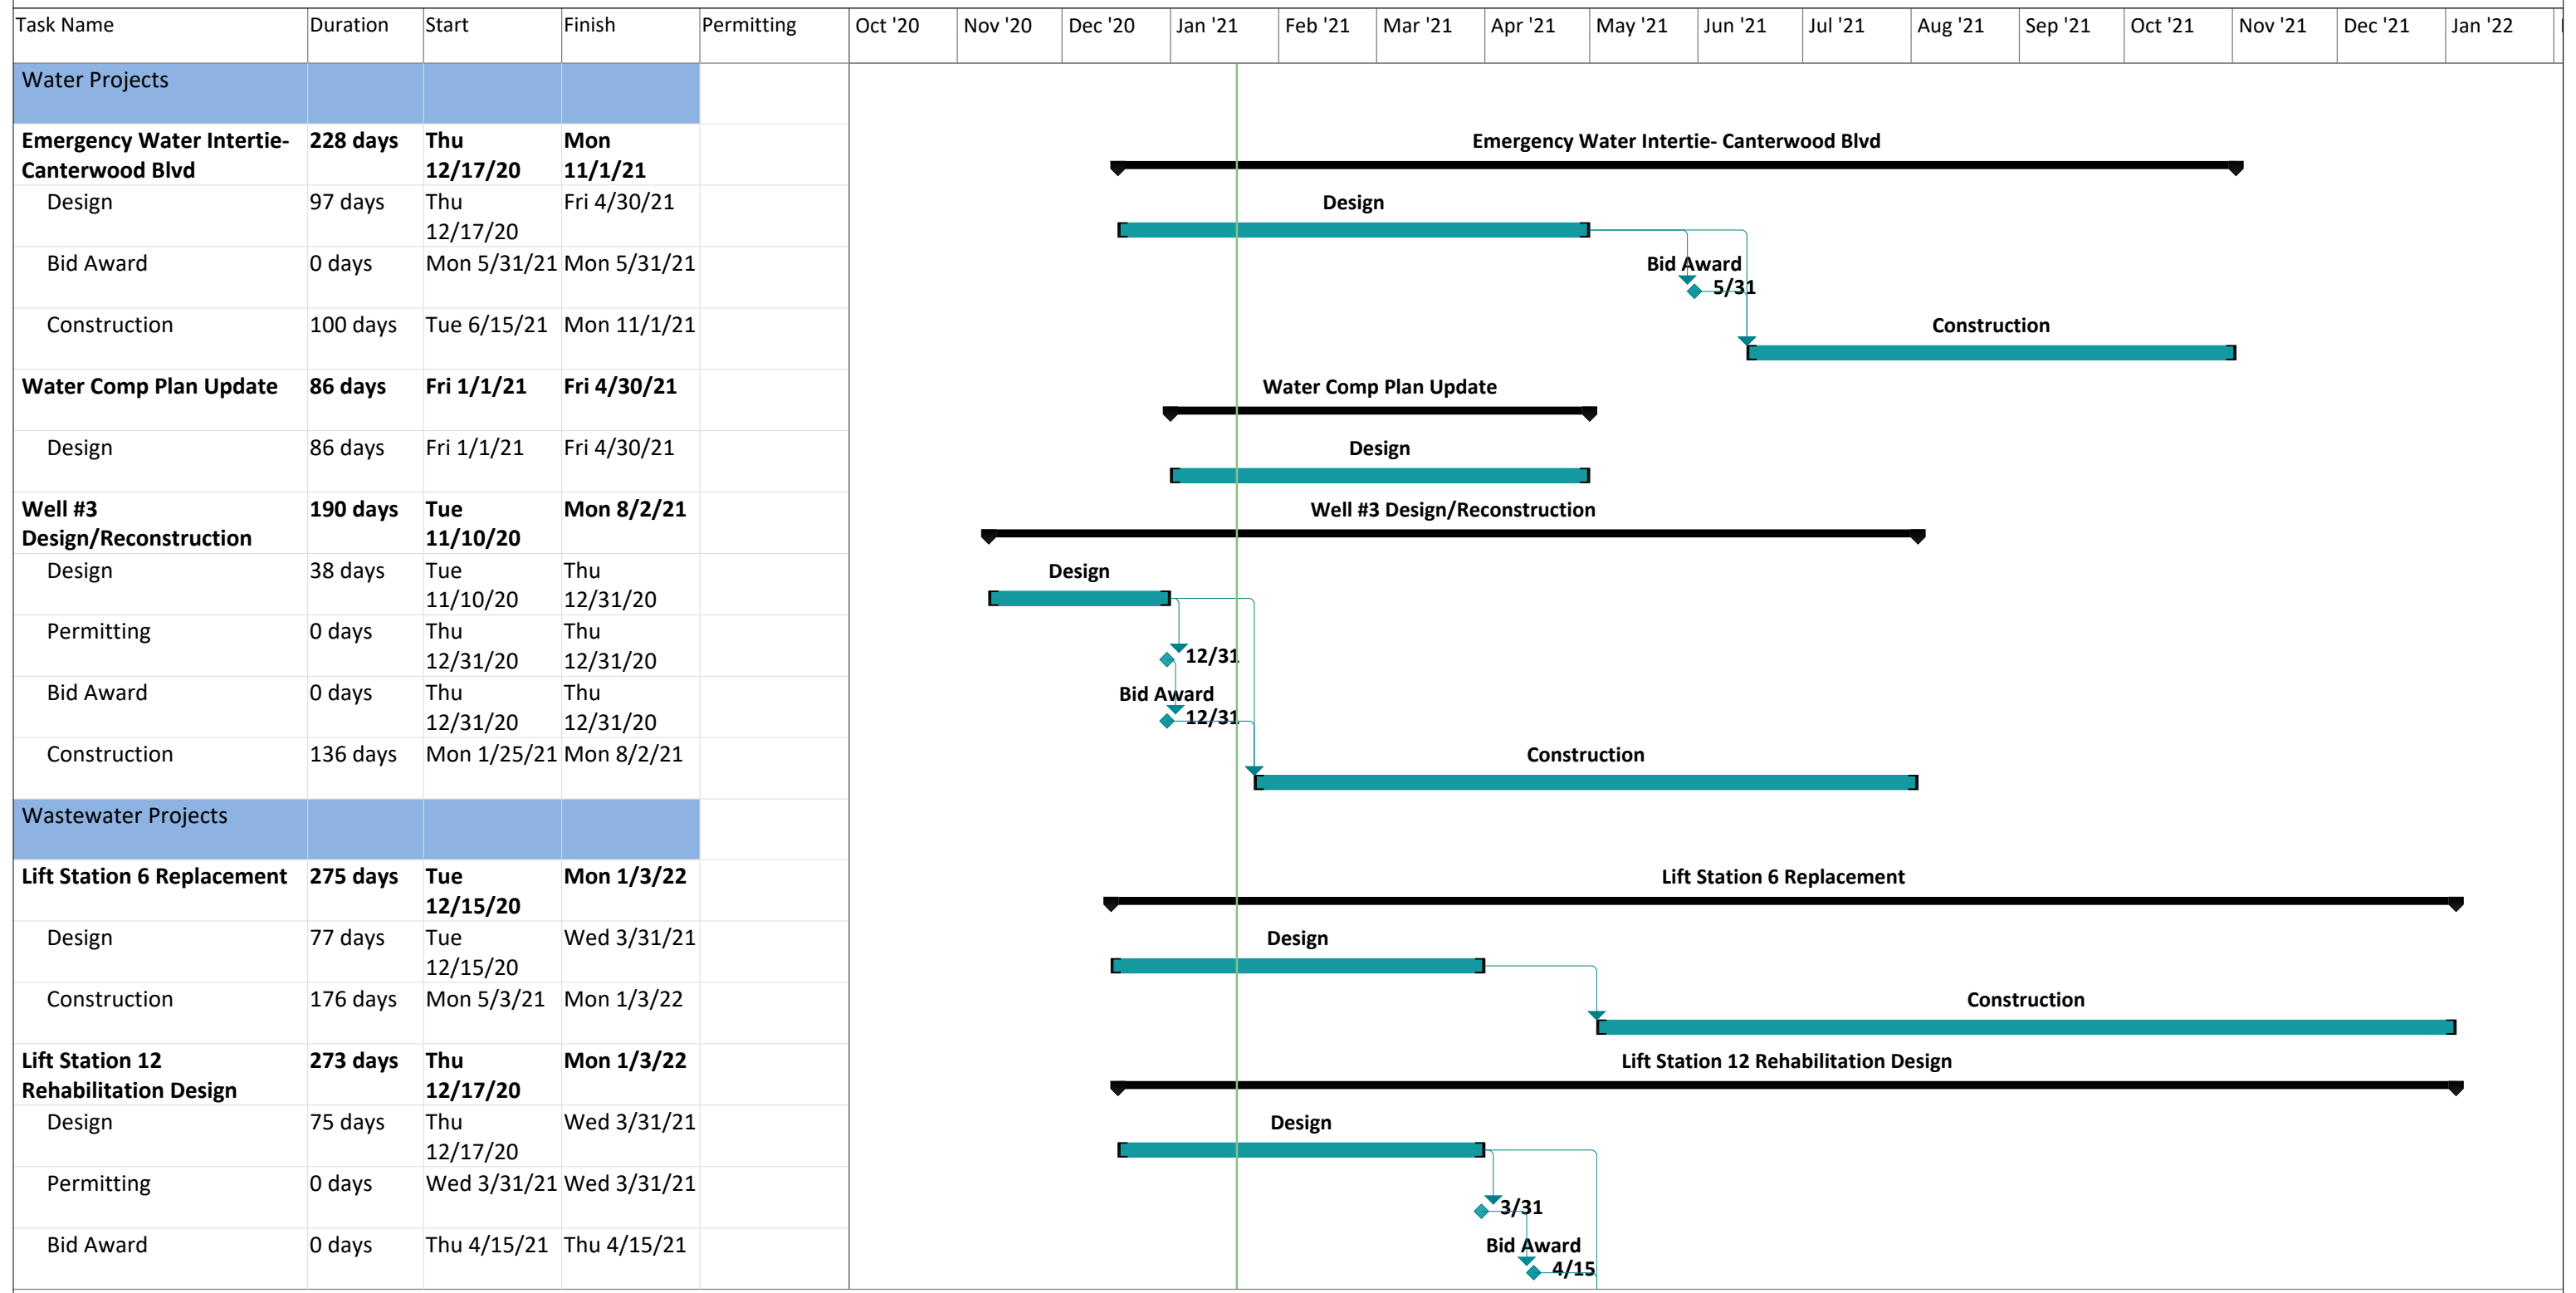 Task Name Duration Start Finish Permitting Oct '20 Nov '20 Dec '20 Jan '21 Feb '21 Mar '21 Apr '21 May '21 Jun '21 Jul '21 Aug '21 Sep '21 Oct '21 Nov '21 Dec '21 Jan '22
Water Projects
Emergency Water Intertie- 228 days Thu Mon Emergency Water Intertie- Canterwood Blvd
Canterwood Blvd 12/17/20 11/1/21
Design 97 days Thu Fri 4/30/21 Design
12/17/20
Bid Award 0 days Mon 5/31/21 Mon 5/31/21 Bid Award
5/31
Construction 100 days Tue 6/15/21 Mon 11/1/21 Construction
Water Comp Plan Update 86 days Fri 1/1/21 Fri 4/30/21 Water Comp Plan Update
Design 86 days Fri 1/1/21 Fri 4/30/21 Design
Well #3 190 days Tue Mon 8/2/21 Well #3 Design/Reconstruction
Design/Reconstruction 11/10/20
Design 38 days Tue Thu Design
11/10/20 12/31/20
Permitting 0 days Thu Thu
12/31/20 12/31/20 12/31
Bid Award 0 days Thu Thu Bid Award
12/31/20 12/31/20 12/31
Construction 136 days Mon 1/25/21 Mon 8/2/21 Construction
Wastewater Projects
Lift Station 6 Replacement 275 days Tue Mon 1/3/22 Lift Station 6 Replacement
12/15/20
Design 77 days Tue Wed 3/31/21 Design
12/15/20
Construction 176 days Mon 5/3/21 Mon 1/3/22 Construction
Lift Station 12 273 days Thu Mon 1/3/22 Lift Station 12 Rehabilitation Design
Rehabilitation Design 12/17/20
Design 75 days Thu Wed 3/31/21 Design
12/17/20
Permitting 0 days Wed 3/31/21 Wed 3/31/21
3/31
Bid Award 0 days Thu 4/15/21 Thu 4/15/21 Bid Award
4/15